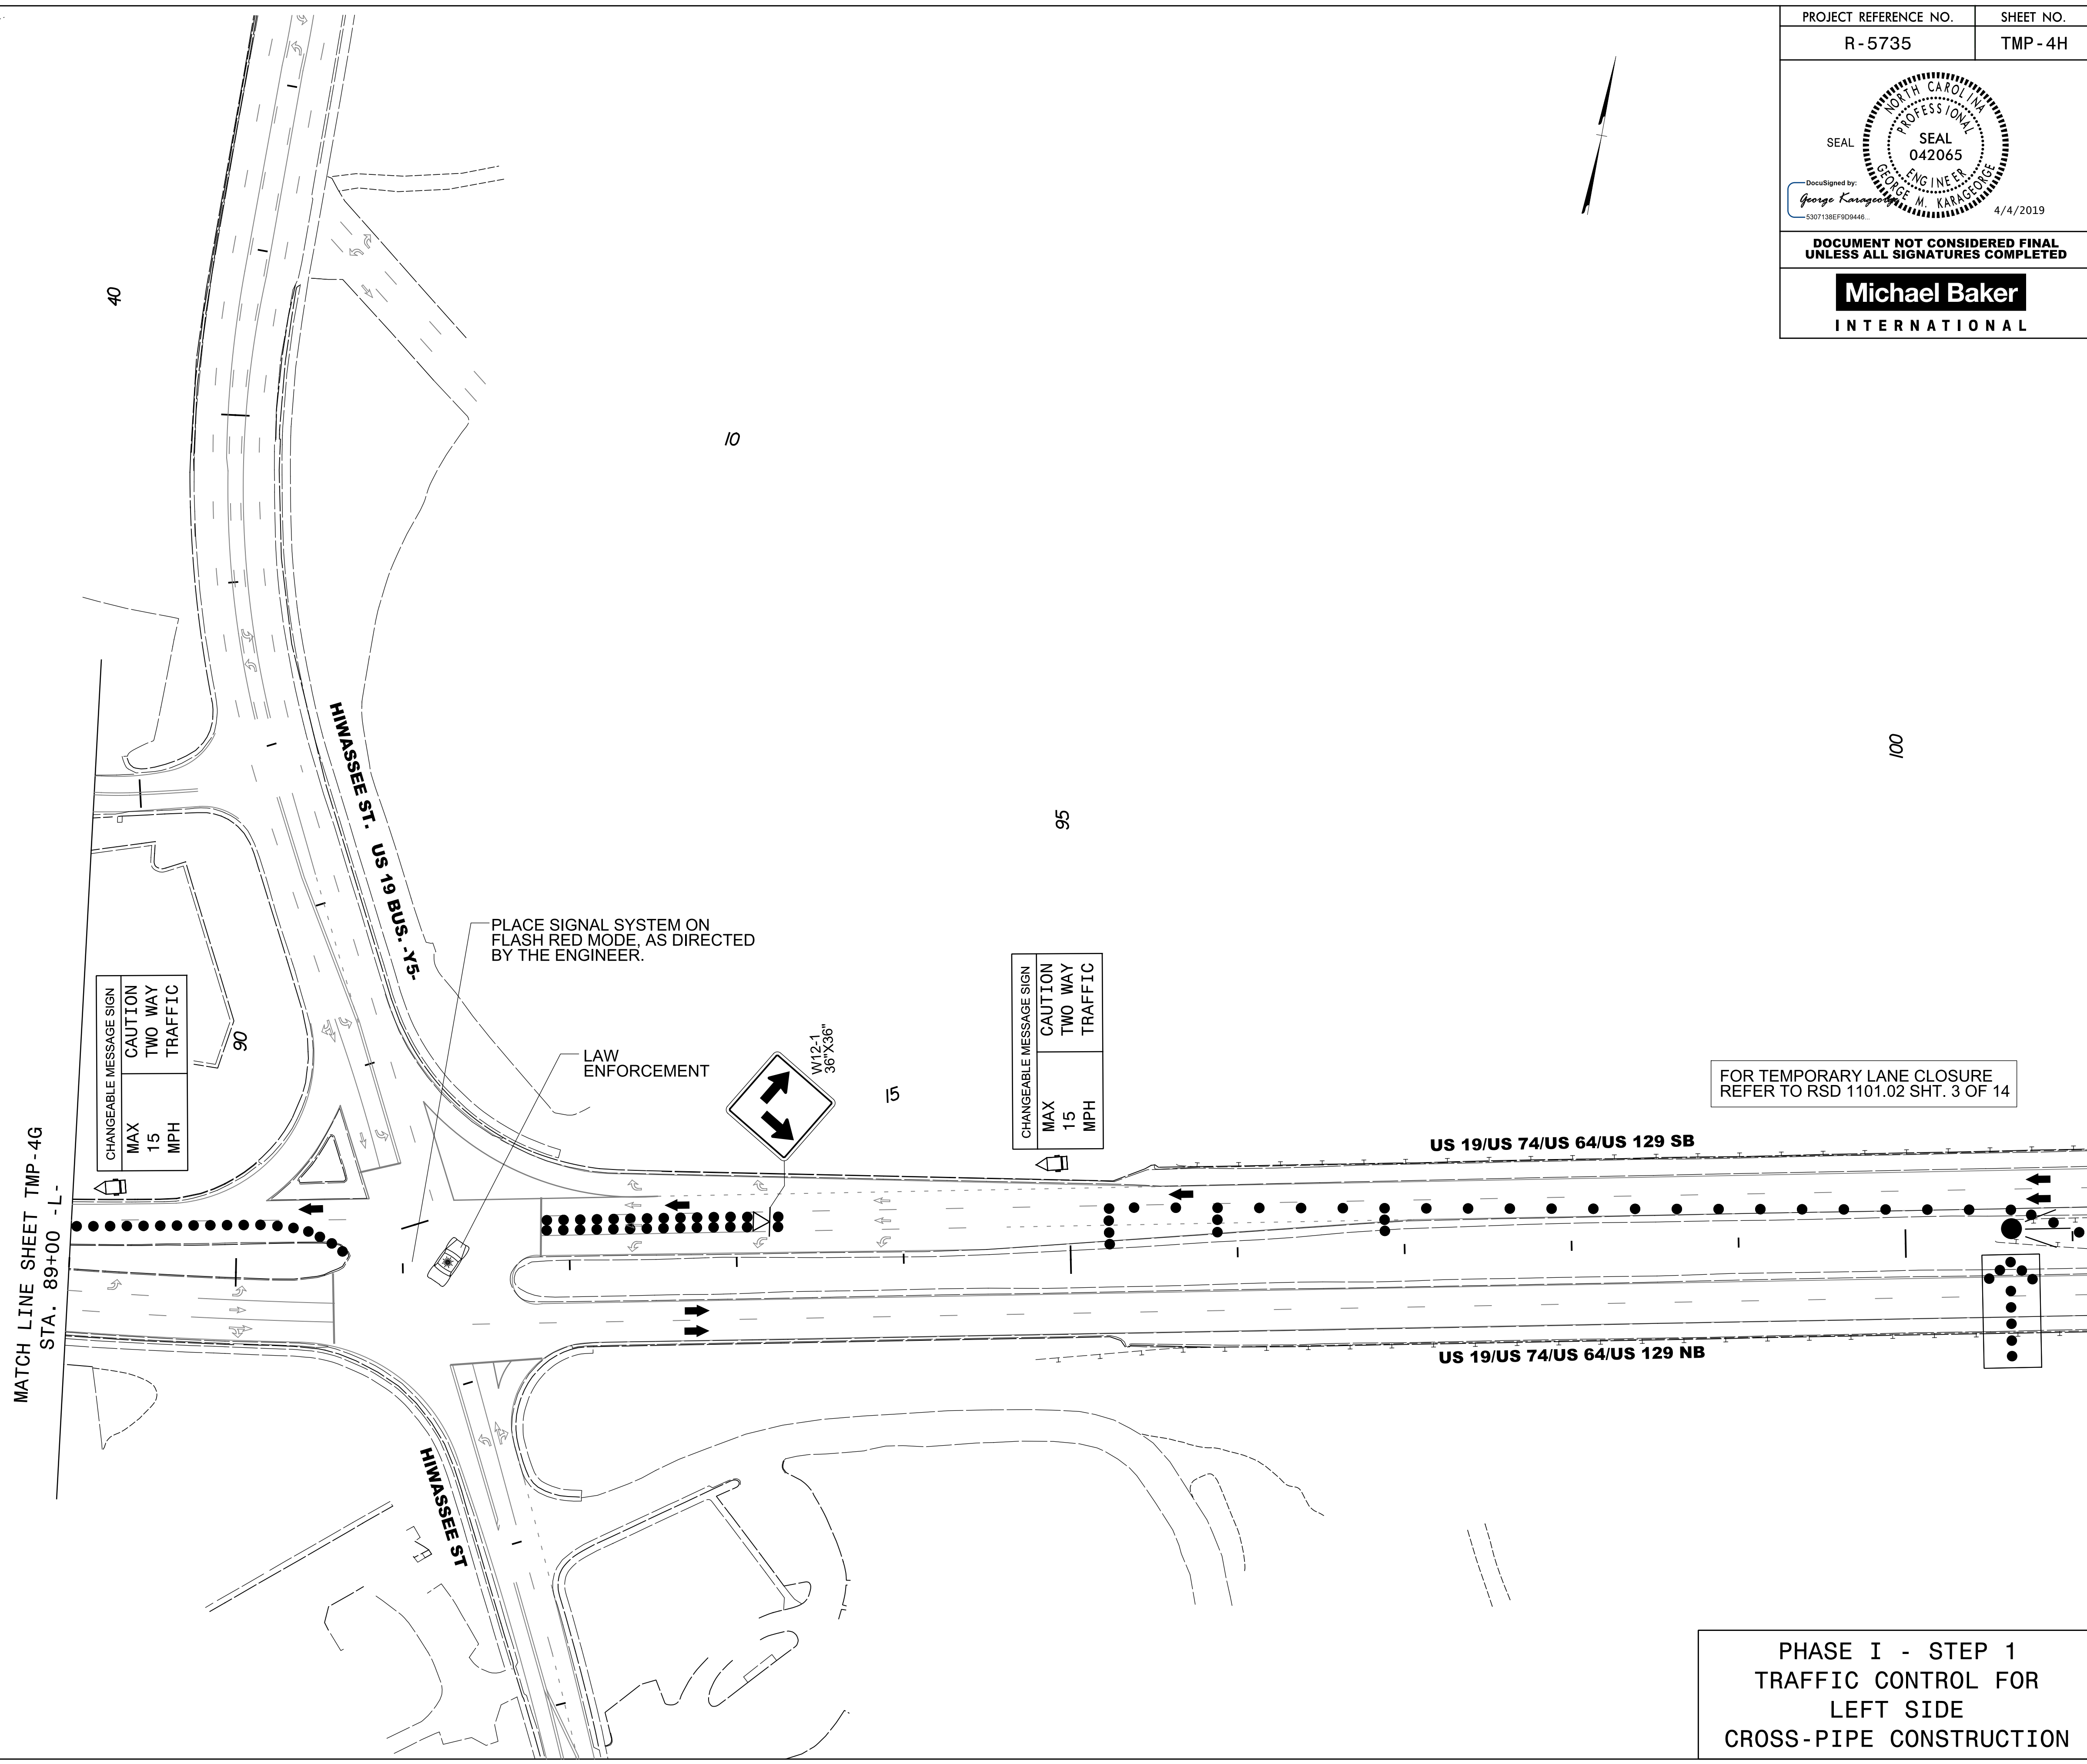 PROJECT REFERENCE NO.
SHEET NO.
R-5735
TMP-4H
NORTH CAROLINA
PROFESSIONAL
SEAL
SEAL
042065
ENGINEER
GEORGE M. KARAGEORGE
DocuSigned by:
George Karageorge
5307138EF9D9446...
4/4/2019
DOCUMENT NOT CONSIDERED FINAL
UNLESS ALL SIGNATURES COMPLETED
Michael Baker
INTERNATIONAL
40
10
100
95
HIWASSEE ST. US 19 BUS. -Y5-
PLACE SIGNAL SYSTEM ON
FLASH RED MODE, AS DIRECTED
BY THE ENGINEER.
CHANGEABLE MESSAGE SIGN
CAUTION
TWO WAY
TRAFFIC
MAX
15
MPH
90
LAW
ENFORCEMENT
W12-1
36"X36"
15
CHANGEABLE MESSAGE SIGN
CAUTION
TWO WAY
TRAFFIC
MAX
15
MPH
FOR TEMPORARY LANE CLOSURE
REFER TO RSD 1101.02 SHT. 3 OF 14
US 19/US 74/US 64/US 129 SB
MATCH LINE SHEET TMP-4G
STA. 89+00 -L-
US 19/US 74/US 64/US 129 NB
HIWASSEE ST
PHASE I - STEP 1
TRAFFIC CONTROL FOR
LEFT SIDE
CROSS-PIPE CONSTRUCTION